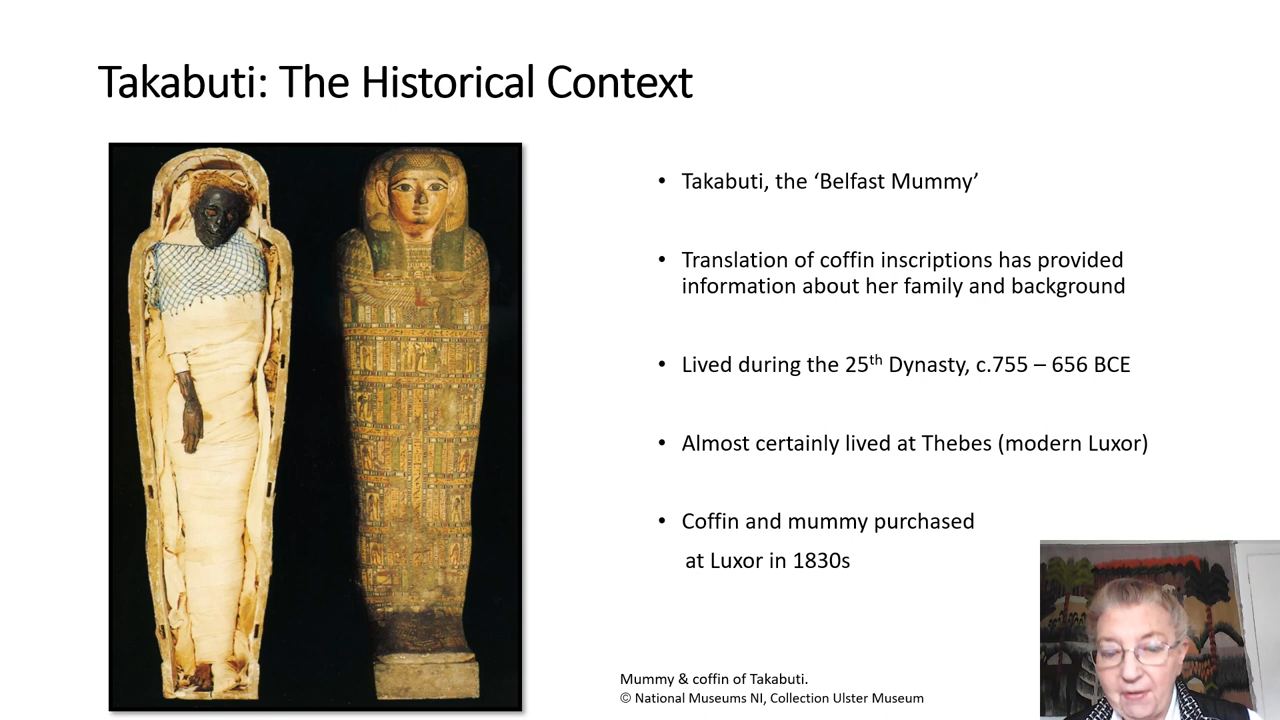 Takabuti: The Historical Context
• Takabuti, the ‘Belfast Mummy’
• Translation of coffin inscriptions has provided
information about her family and background
• Lived during the 25th Dynasty, c.755 – 656 BCE
• Almost certainly lived at Thebes (modern Luxor)
• Coffin and mummy purchased
at Luxor in 1830s
Mummy & coffin of Takabuti.
© National Museums NI, Collection Ulster Museum